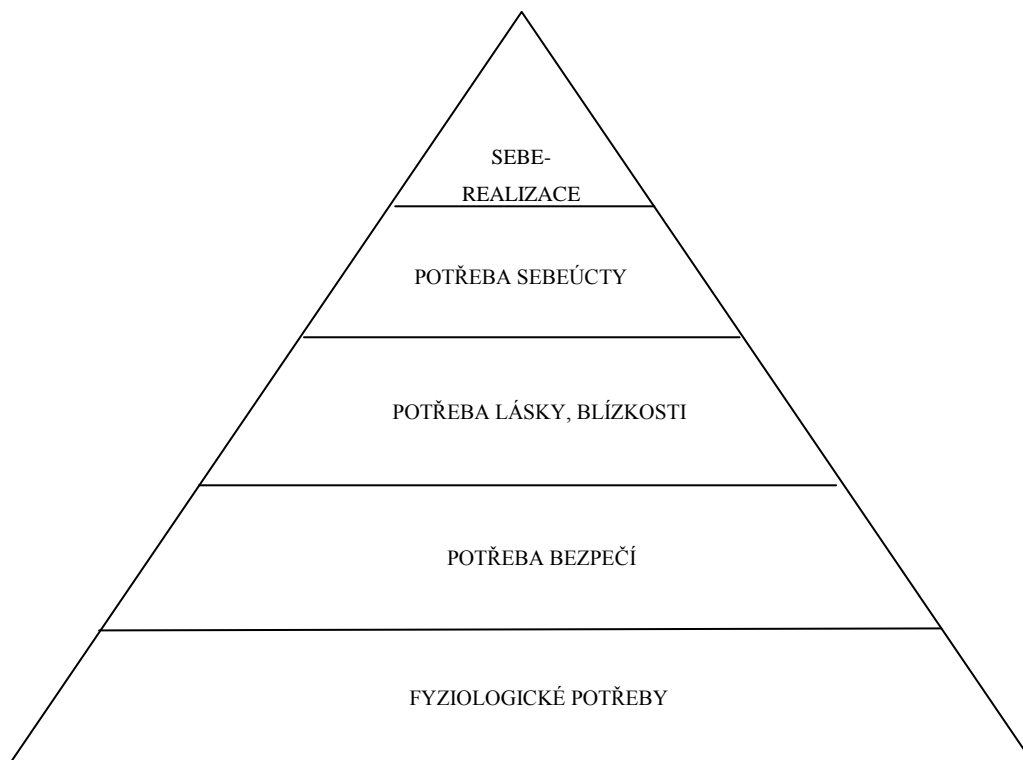 SEBE-
REALIZACE
POTŘEBA SEBEÚCTY
POTŘEBA LÁSKY, BLÍZKOSTI
POTŘEBA BEZPEČÍ
FYZIOLOGICKÉ POTŘEBY